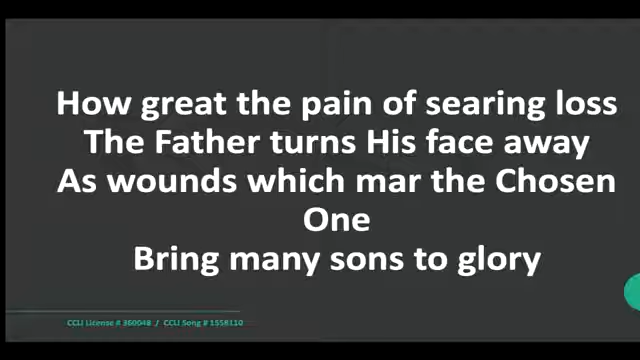 How great the pain of searing loss
The Father turns His face away
As wounds which mar the Chosen
One
Bring many sons to glory
CCLI License # 360048 / CCLI Song # 1558110